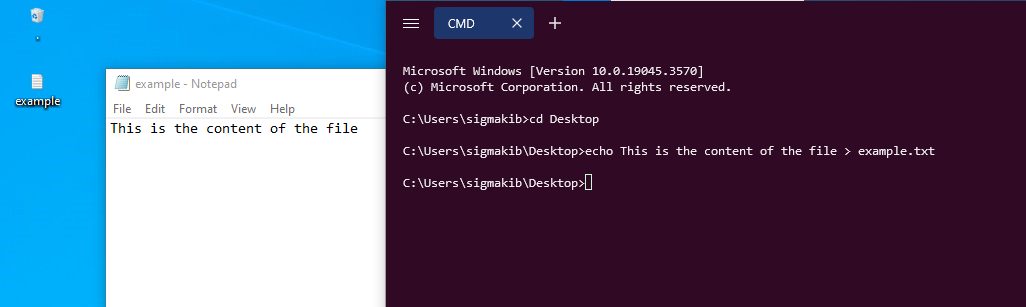 example
example - Notepad
File Edit Format View Help
This is the content of the file
CMD
Microsoft Windows [Version 10.0.19045.3570]
(c) Microsoft Corporation. All rights reserved.
C:\Users\sigmakib>cd Desktop
C:\Users\sigmakib\Desktop>echo This is the content of the file > example.txt
C:\Users\sigmakib\Desktop>